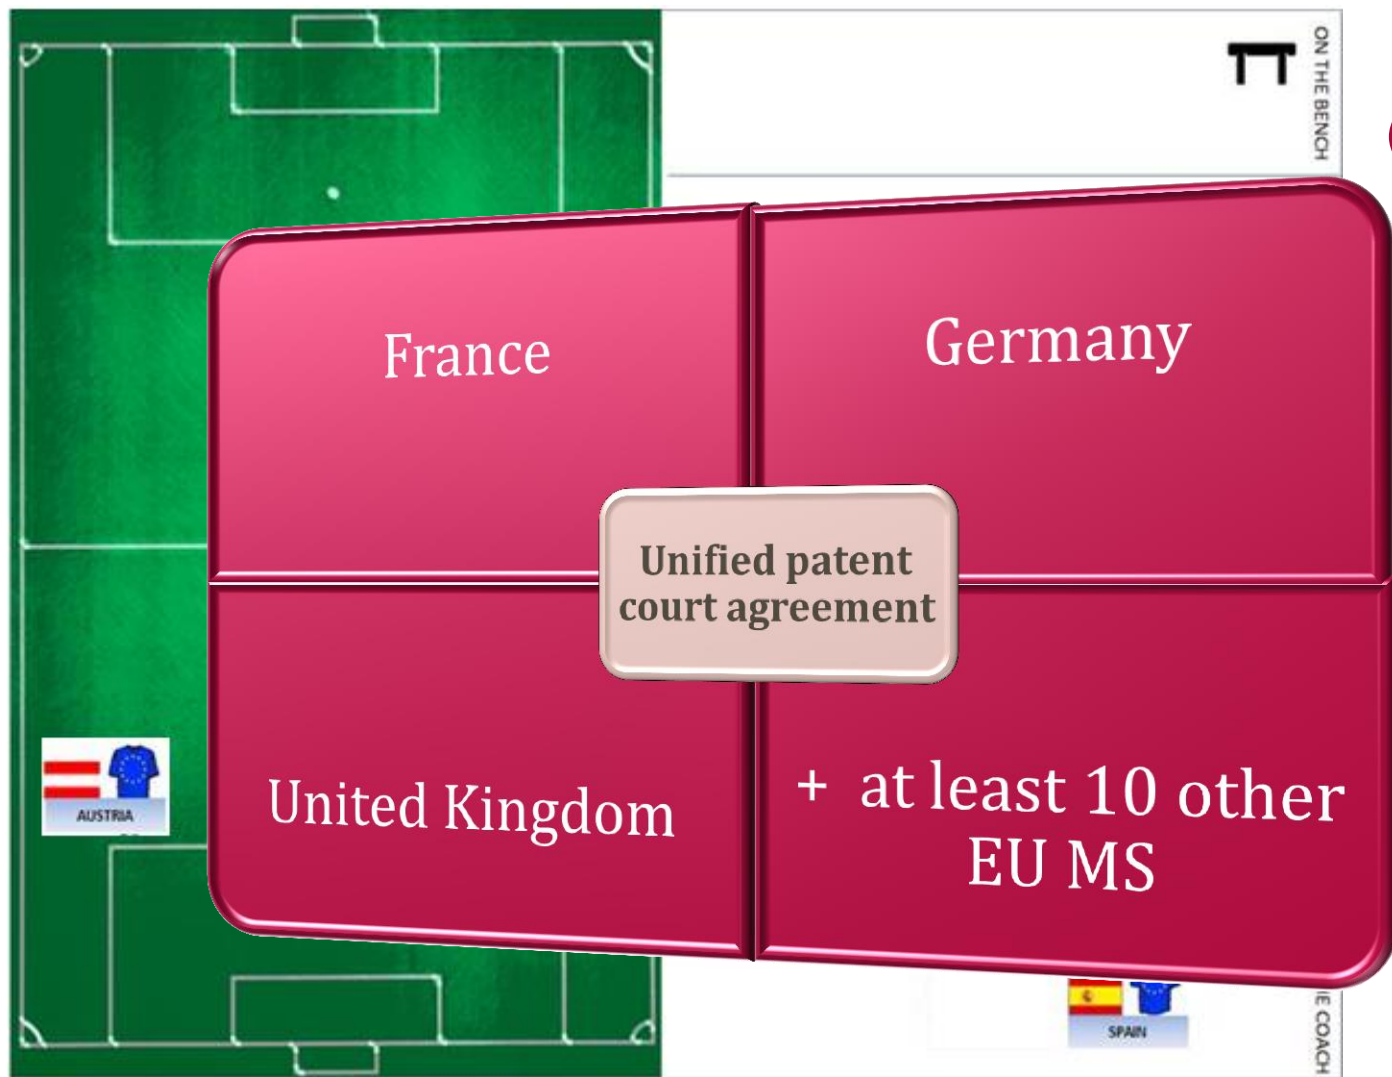 ON THE BENCH
France
Germany
Unified patent
court agreement
United Kingdom
+ at least 10 other
EU MS
AUSTRIA
SPAIN
COACH